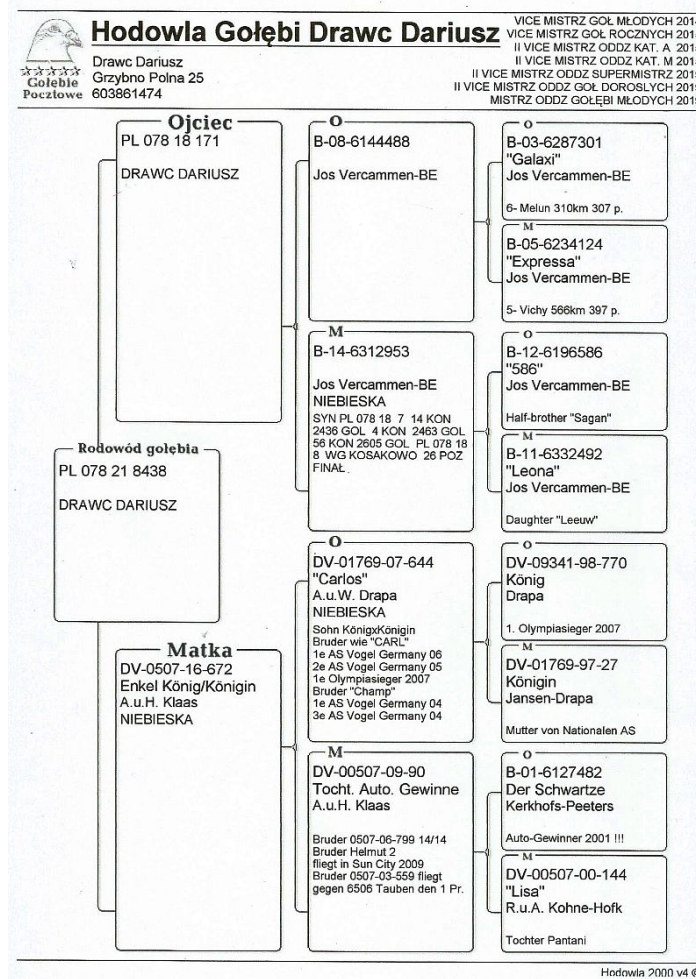 Hodowla Gołębi Drawc Dariusz
Drawc Dariusz
Grzybno Polna 25
603861474
Gołębie
Pocztowe
VICE MISTRZ GOŁ MŁODYCH 201
VICE MISTRZ GOŁ ROCZNYCH 201
II VICE MISTRZ ODDZ KAT. A 201
II VICE MISTRZ ODDZ KAT. M 201
II VICE MISTRZ ODDZ SUPERMISTRZ 201
II VICE MISTRZ ODDZ GOŁ DOROSLYCH 201
MISTRZ ODDZ GOŁĘBI MŁODYCH 201
Rodowód gołębia
PL 078 21 8438
DRAWC DARIUSZ
Ojciec
PL 078 18 171
DRAWC DARIUSZ
Matka
DV-0507-16-672
Enkel König/Königin
A.u.H. Klaas
NIEBIESKA
O
B-08-6144488
Jos Vercammen-BE
M
B-14-6312953
Jos Vercammen-BE
NIEBIESKA
SYN PL 078 18 7 14 KON
2436 GOL 4 KON 2463 GOL
56 KON 2605 GOL PL 078 18
8 WG KOSAKOWO 26 POZ
FINAŁ
O
DV-01769-07-644
"Carlos"
A.u.W. Drapa
NIEBIESKA
Sohn KönigxKönigin
Bruder wie "CARL"
1e AS Vogel Germany 06
2e AS Vogel Germany 05
1e Olympiasieger 2007
Bruder "Champ"
1e AS Vogel Germany 04
3e AS Vogel Germany 04
M
DV-00507-09-90
Tocht. Auto. Gewinne
A.u.H. Klaas
Bruder 0507-06-799 14/14
Bruder Helmut 2
fliegt in Sun City 2009
Bruder 0507-03-559 fliegt
gegen 6506 Tauben den 1 Pr.
O
B-03-6287301
"Galaxi"
Jos Vercammen-BE
6- Melun 310km 307 p.
M
B-05-6234124
"Expressa"
Jos Vercammen-BE
5- Vichy 566km 397 p.
O
B-12-6196586
"586"
Jos Vercammen-BE
Half-brother "Sagan"
M
B-11-6332492
"Leona"
Jos Vercammen-BE
Daughter "Leeuw"
O
DV-09341-98-770
König
Drapa
1. Olympiasieger 2007
M
DV-01769-97-27
Königin
Jansen-Drapa
Mutter von Nationalen AS
O
B-01-6127482
Der Schwartze
Kerkhofs-Peeters
Auto-Gewinner 2001 !!!
M
DV-00507-00-144
"Lisa"
R.u.A. Kohne-Hofk
Tochter Pantani
Hodowla 2000 v4